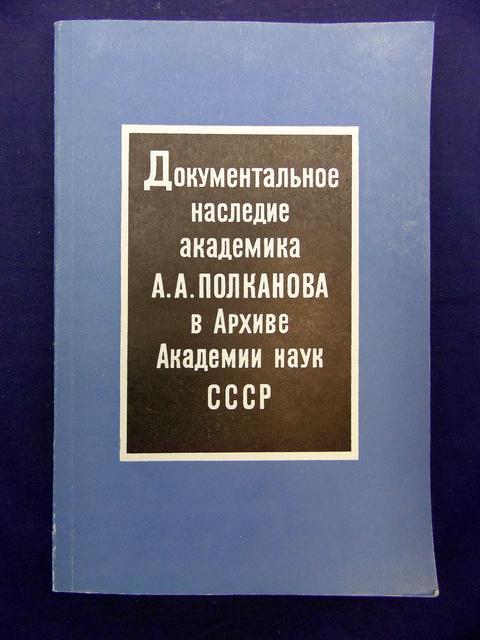 Документальное
наследие
академика
А. А. ПОЛКАНОВА
в Архиве
Академии наук
СССР